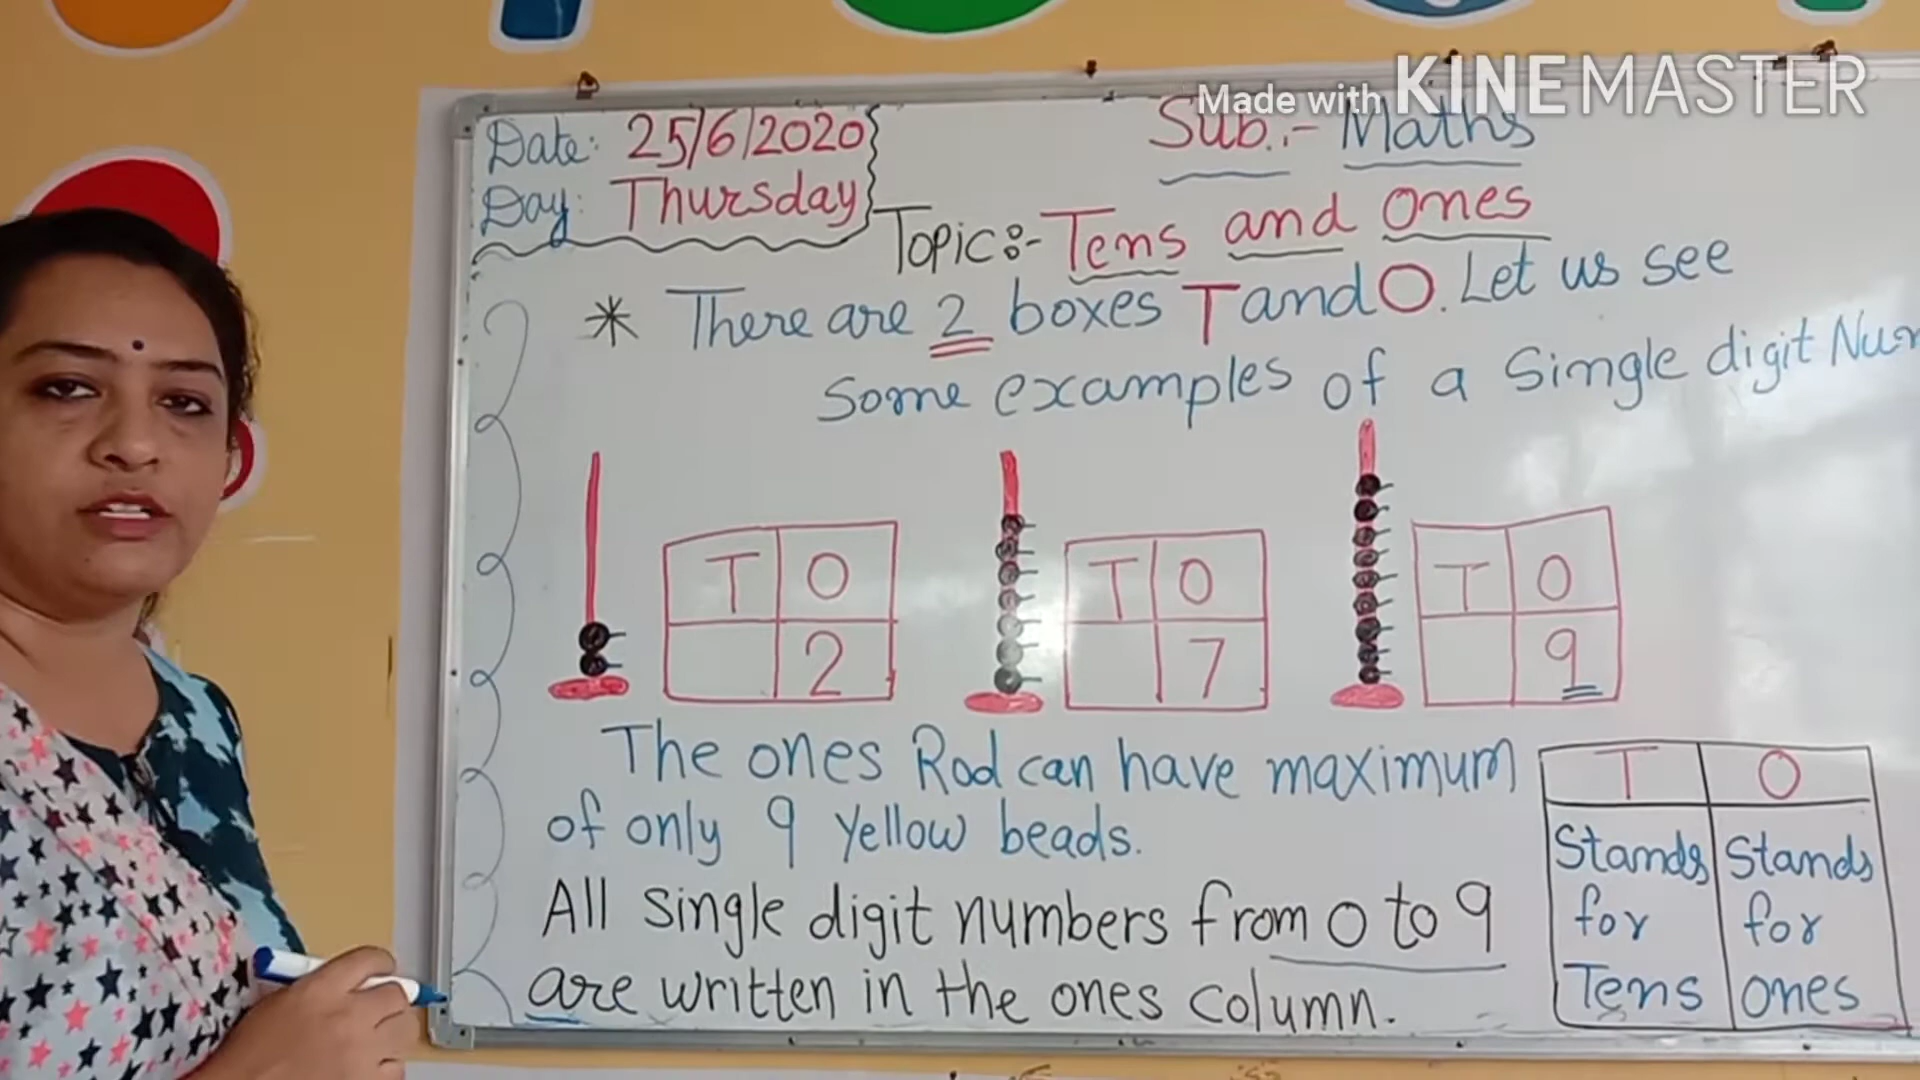 Made with KINEMASTER
Date: 25/6/2020
Day: Thursday
Sub.:- Maths
Topic:- Tens and Ones
* There are 2 boxes T and O. Let us see
Some examples of a Single digit Num
T O
2
T O
7
T O
9
The ones Rod can have maximum
of only 9 yellow beads.
All single digit numbers from 0 to 9
are written in the ones column.
T O
Stands Stands
for for
Tens ones